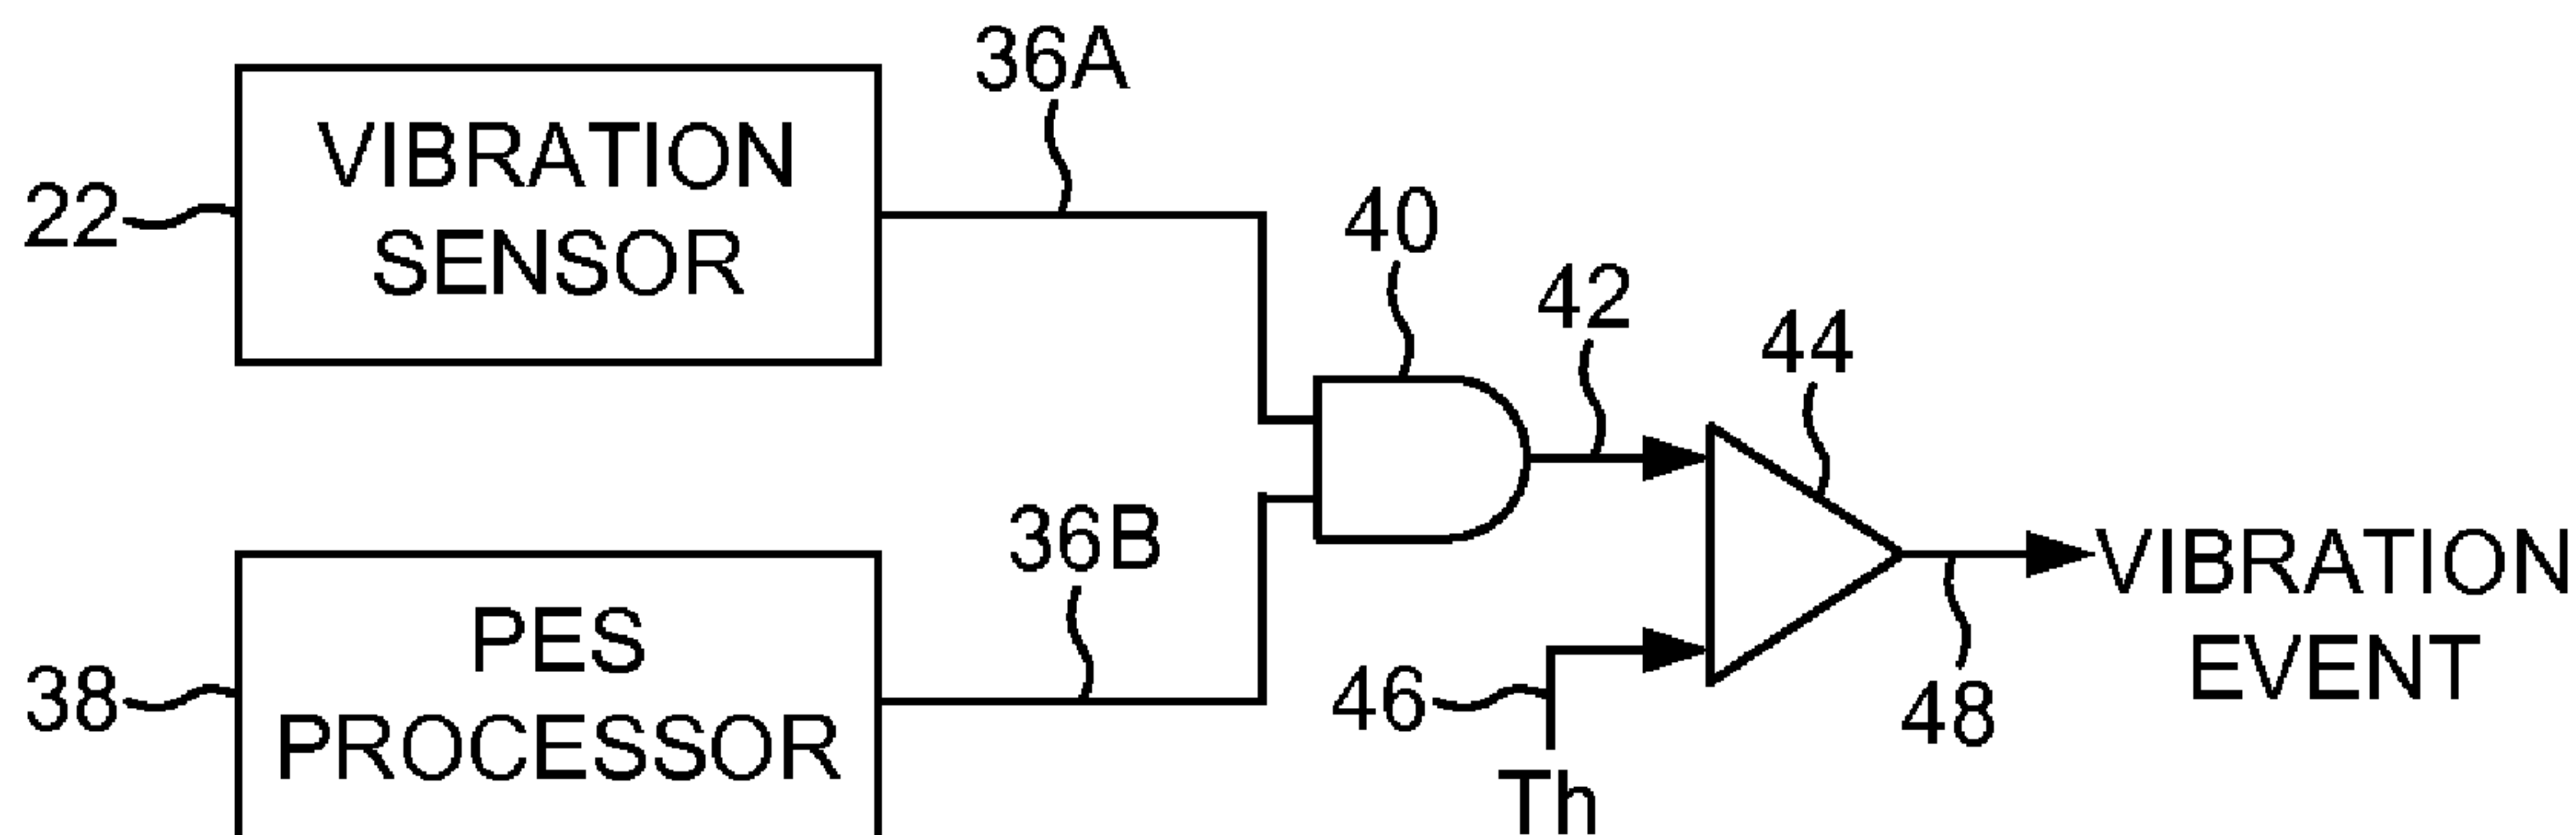 36A
VIBRATION
SENSOR
22
40
42
44
36B
VIBRATION
EVENT
PES
PROCESSOR
38
46
48
Th